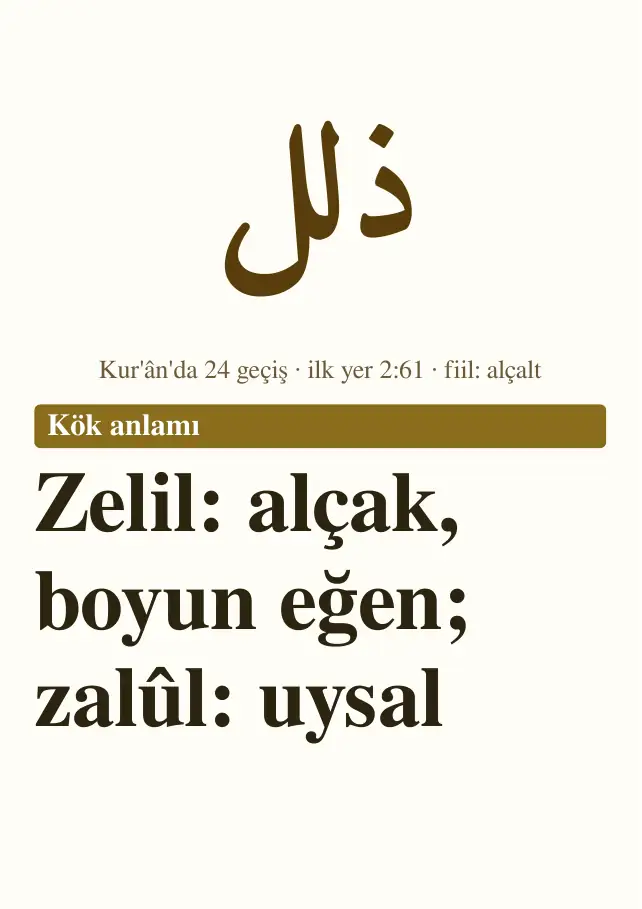 ذلل
Kur'ân'da 24 geçiş · ilk yer 2:61 · fiil: alçalt
Kök anlamı
Zelil: alçak,
boyun eğen;
zalûl: uysal